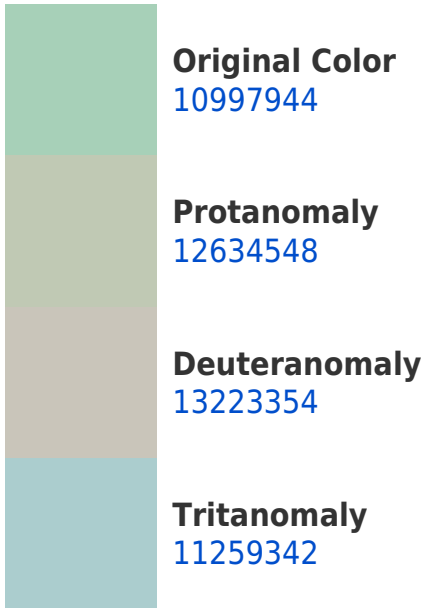 Original Color
10997944
Protanomaly
12634548
Deuteranomaly
13223354
Tritanomaly
11259342